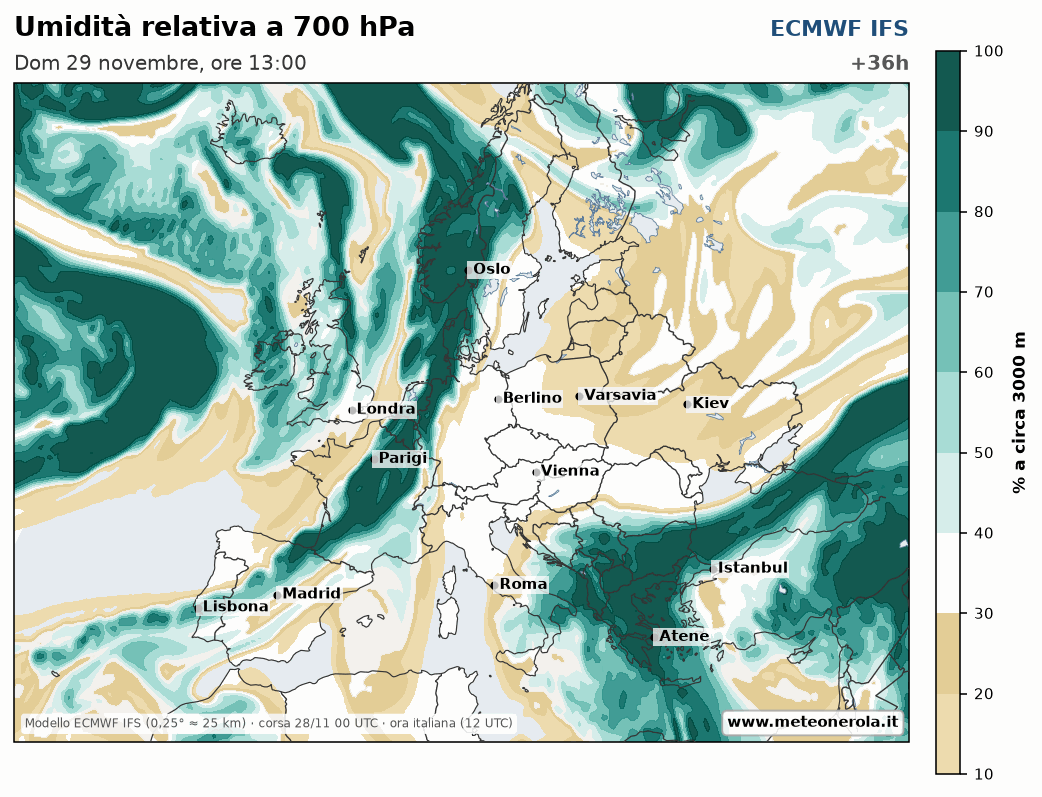 Umidità relativa a 700 hPa
ECMWF IFS
Dom 29 novembre, ore 13:00
+36h
100
90
80
70
60
50
40
30
20
10
% a circa 3000 m
Oslo
Berlino
Varsavia
Kiev
Londra
Parigi
Vienna
Istanbul
Roma
Madrid
Lisbona
Atene
Modello ECMWF IFS (0,25° ≈ 25 km) · corsa 28/11 00 UTC · ora italiana (12 UTC)
www.meteonerola.it